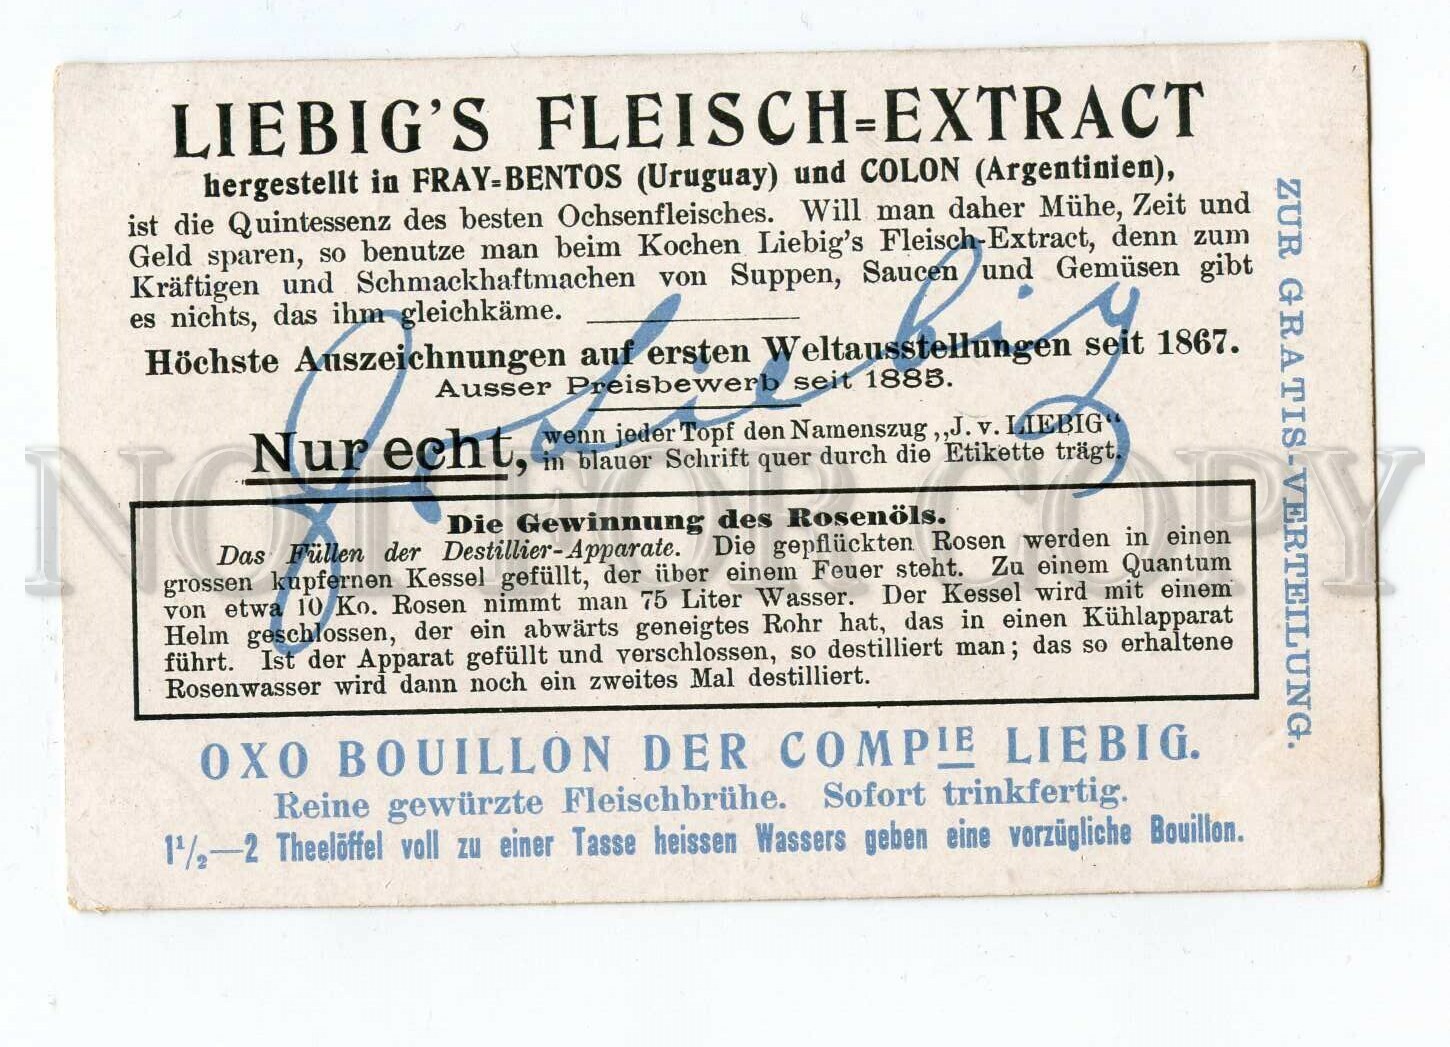 LIEBIG'S FLEISCH=EXTRACT
hergestellt in FRAY=BENTOS (Uruguay) und COLON (Argentinien),
ist die Quintessenz des besten Ochsenfleisches. Will man daher Mühe, Zeit und
Geld sparen, so benutze man beim Kochen Liebig's Fleisch-Extract, denn zum
Kräftigen und Schmackhaftmachen von Suppen, Saucen und Gemüsen gibt
es nichts, das ihm gleichkäme.
Höchste Auszeichnungen auf ersten Weltausstellungen seit 1867.
Ausser Preisbewerb seit 1885.
Nur echt, wenn jeder Topf den Namenszug „J. v. LIEBIG“
in blauer Schrift quer durch die Etikette trägt.
J. v. Liebig
Die Gewinnung des Rosenöls.
Das Füllen der Destillier-Apparate. Die gepflückten Rosen werden in einen
grossen kupfernen Kessel gefüllt, der über einem Feuer steht. Zu einem Quantum
von etwa 10 Ko. Rosen nimmt man 75 Liter Wasser. Der Kessel wird mit einem
Helm geschlossen, der ein abwärts geneigtes Rohr hat, das in einen Kühlapparat
führt. Ist der Apparat gefüllt und verschlossen, so destilliert man; das so erhaltene
Rosenwasser wird dann noch ein zweites Mal destilliert.
OXO BOUILLON DER COMPIE LIEBIG.
Reine gewürzte Fleischbrühe. Sofort trinkfertig.
1½—2 Theelöffel voll zu einer Tasse heissen Wassers geben eine vorzügliche Bouillon.
ZUR GRATIS-VERTEILUNG.
NOT FOR COPY